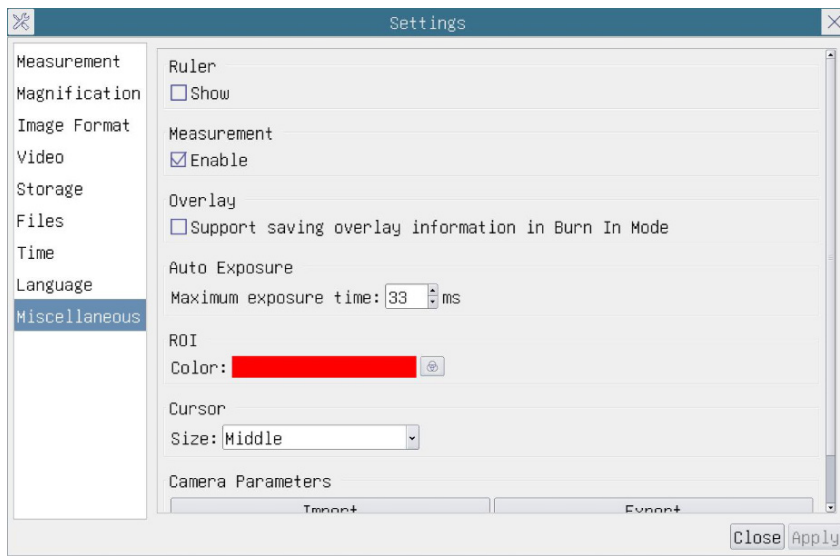 Settings
Measurement
Magnification
Image Format
Video
Storage
Files
Time
Language
Miscellaneous
Ruler
Show
Measurement
Enable
Overlay
Support saving overlay information in Burn In Mode
Auto Exposure
Maximum exposure time: 33 ms
ROI
Color:
Cursor
Size: Middle
Camera Parameters
Import Export
Close Apply